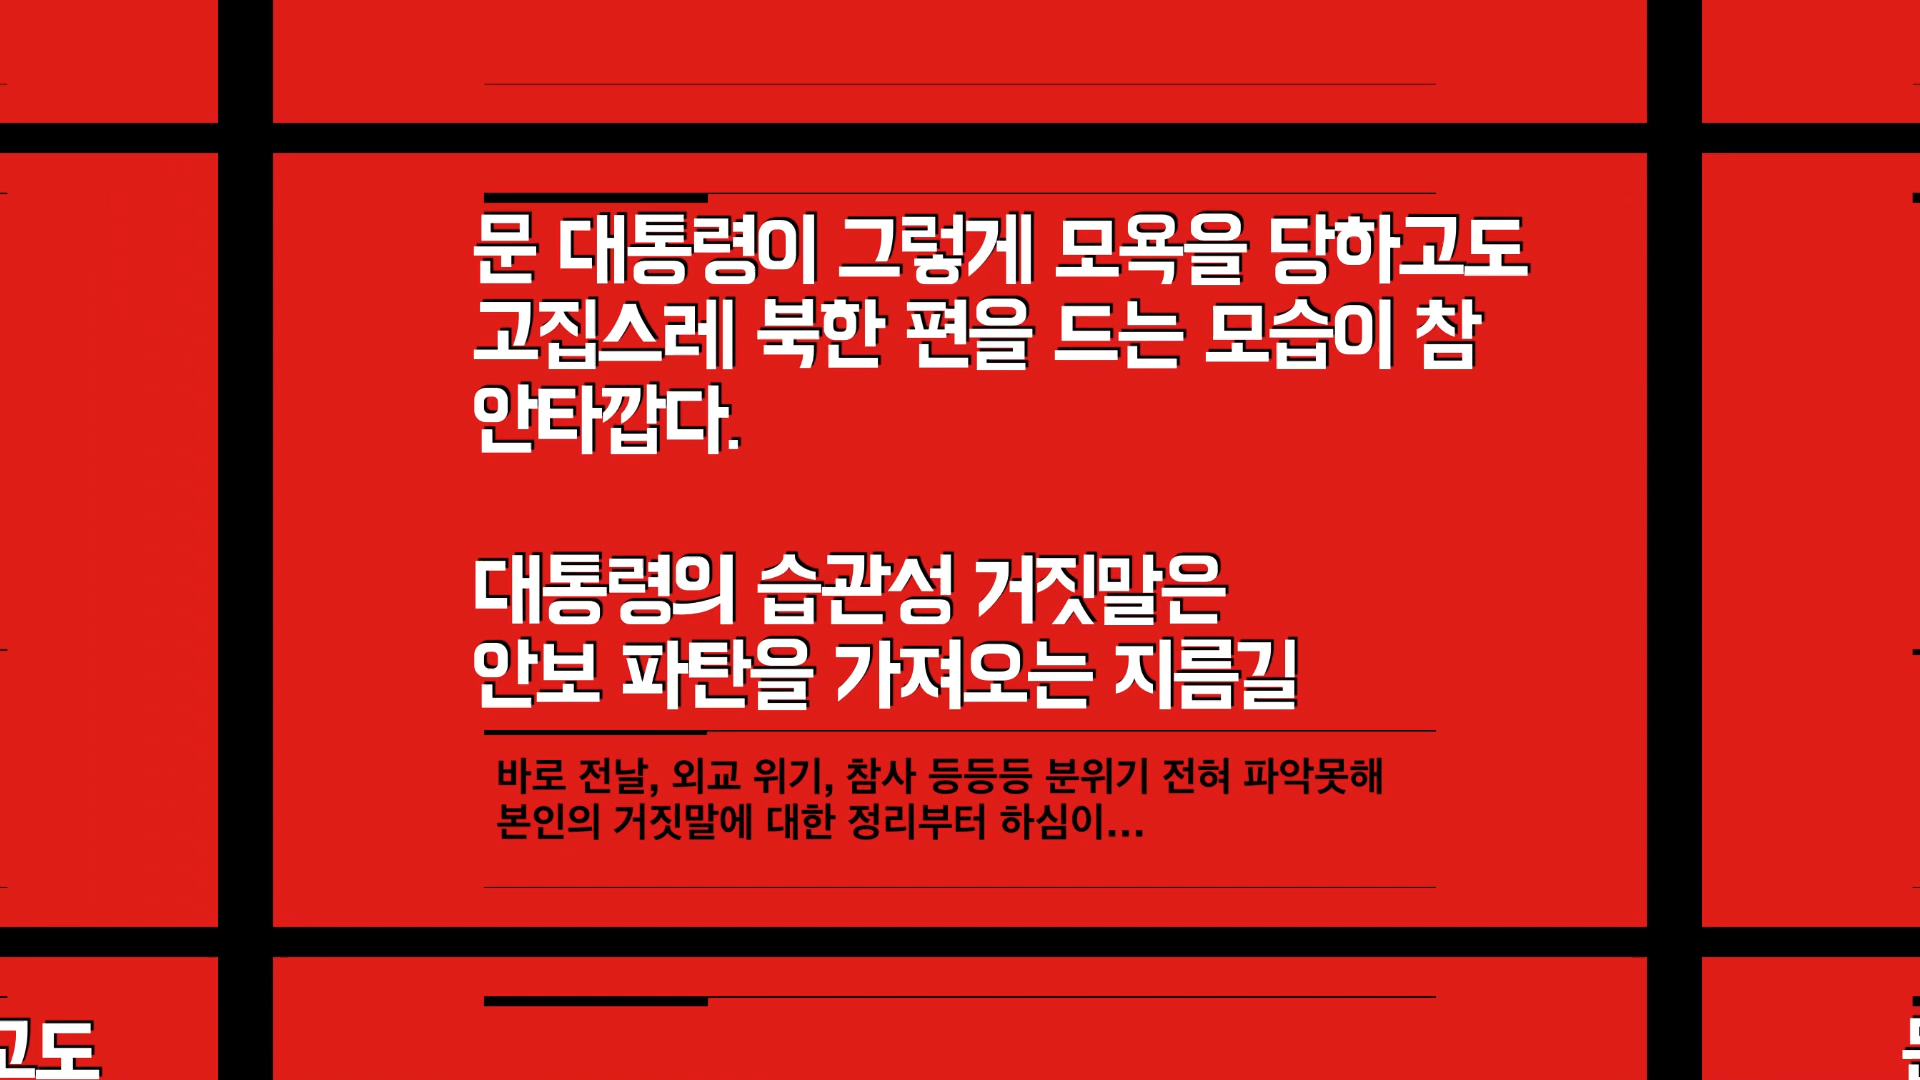 문 대통령이 그렇게 모욕을 당하고도
고집스레 북한 편을 드는 모습이 참
안타깝다.
대통령의 습관성 거짓말은
안보 파탄을 가져오는 지름길
바로 전날, 외교 위기, 참사 등등등 분위기 전혀 파악못해
본인의 거짓말에 대한 정리부터 하심이...
고도